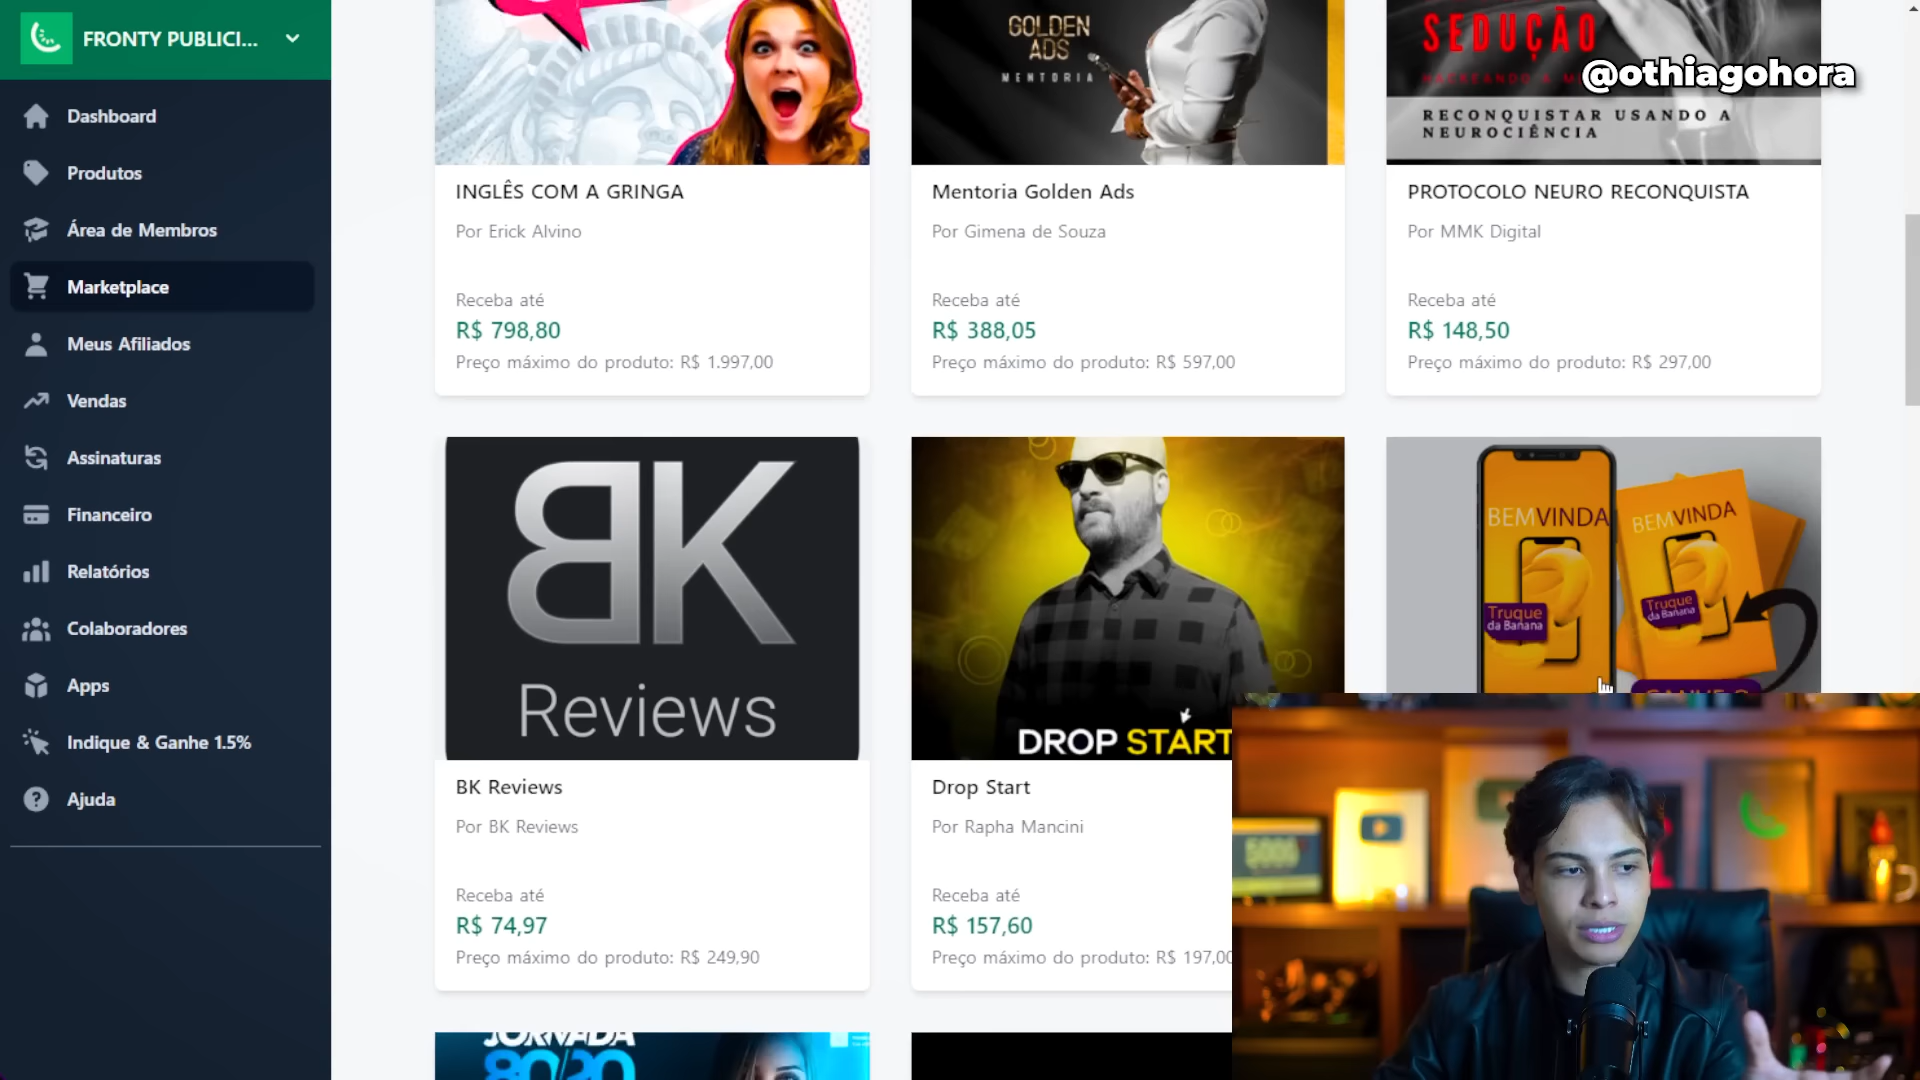 FRONTY PUBLICI...
Dashboard
Produtos
Área de Membros
Marketplace
Meus Afiliados
Vendas
Assinaturas
Financeiro
Relatórios
Colaboradores
Apps
Indique & Ganhe 1.5%
Ajuda
GOLDEN
ADS
MENTORIA
SEDUÇÃO
@othiagohora
RECONQUISTAR USANDO A
NEUROCIÊNCIA
INGLÊS COM A GRINGA
Por Erick Alvino
Receba até
R$ 798,80
Preço máximo do produto: R$ 1.997,00
Mentoria Golden Ads
Por Gimena de Souza
Receba até
R$ 388,05
Preço máximo do produto: R$ 597,00
PROTOCOLO NEURO RECONQUISTA
Por MMK Digital
Receba até
R$ 148,50
Preço máximo do produto: R$ 297,00
BK
Reviews
BK Reviews
Por BK Reviews
Receba até
R$ 74,97
Preço máximo do produto: R$ 249,90
DROP START
Drop Start
Por Rapha Mancini
Receba até
R$ 157,60
Preço máximo do produto: R$ 197,00
BEMVINDA
Truque
da Banana
BEMVINDA
Truque
da Banana
JORNADA
80/20